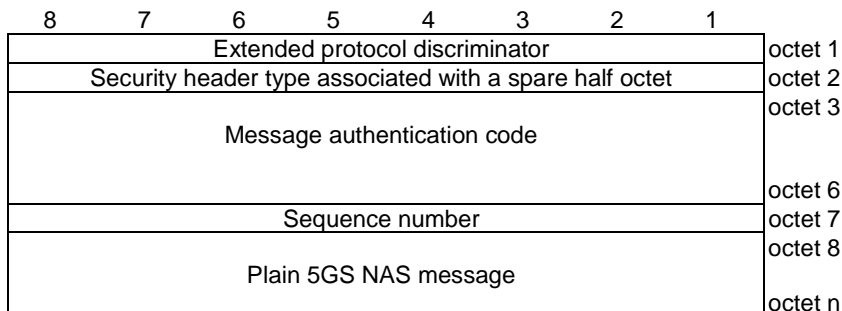 8 7 6 5 4 3 2 1
Extended protocol discriminator octet 1
Security header type associated with a spare half octet octet 2
octet 3
Message authentication code
octet 6
Sequence number octet 7
octet 8
Plain 5GS NAS message
octet n